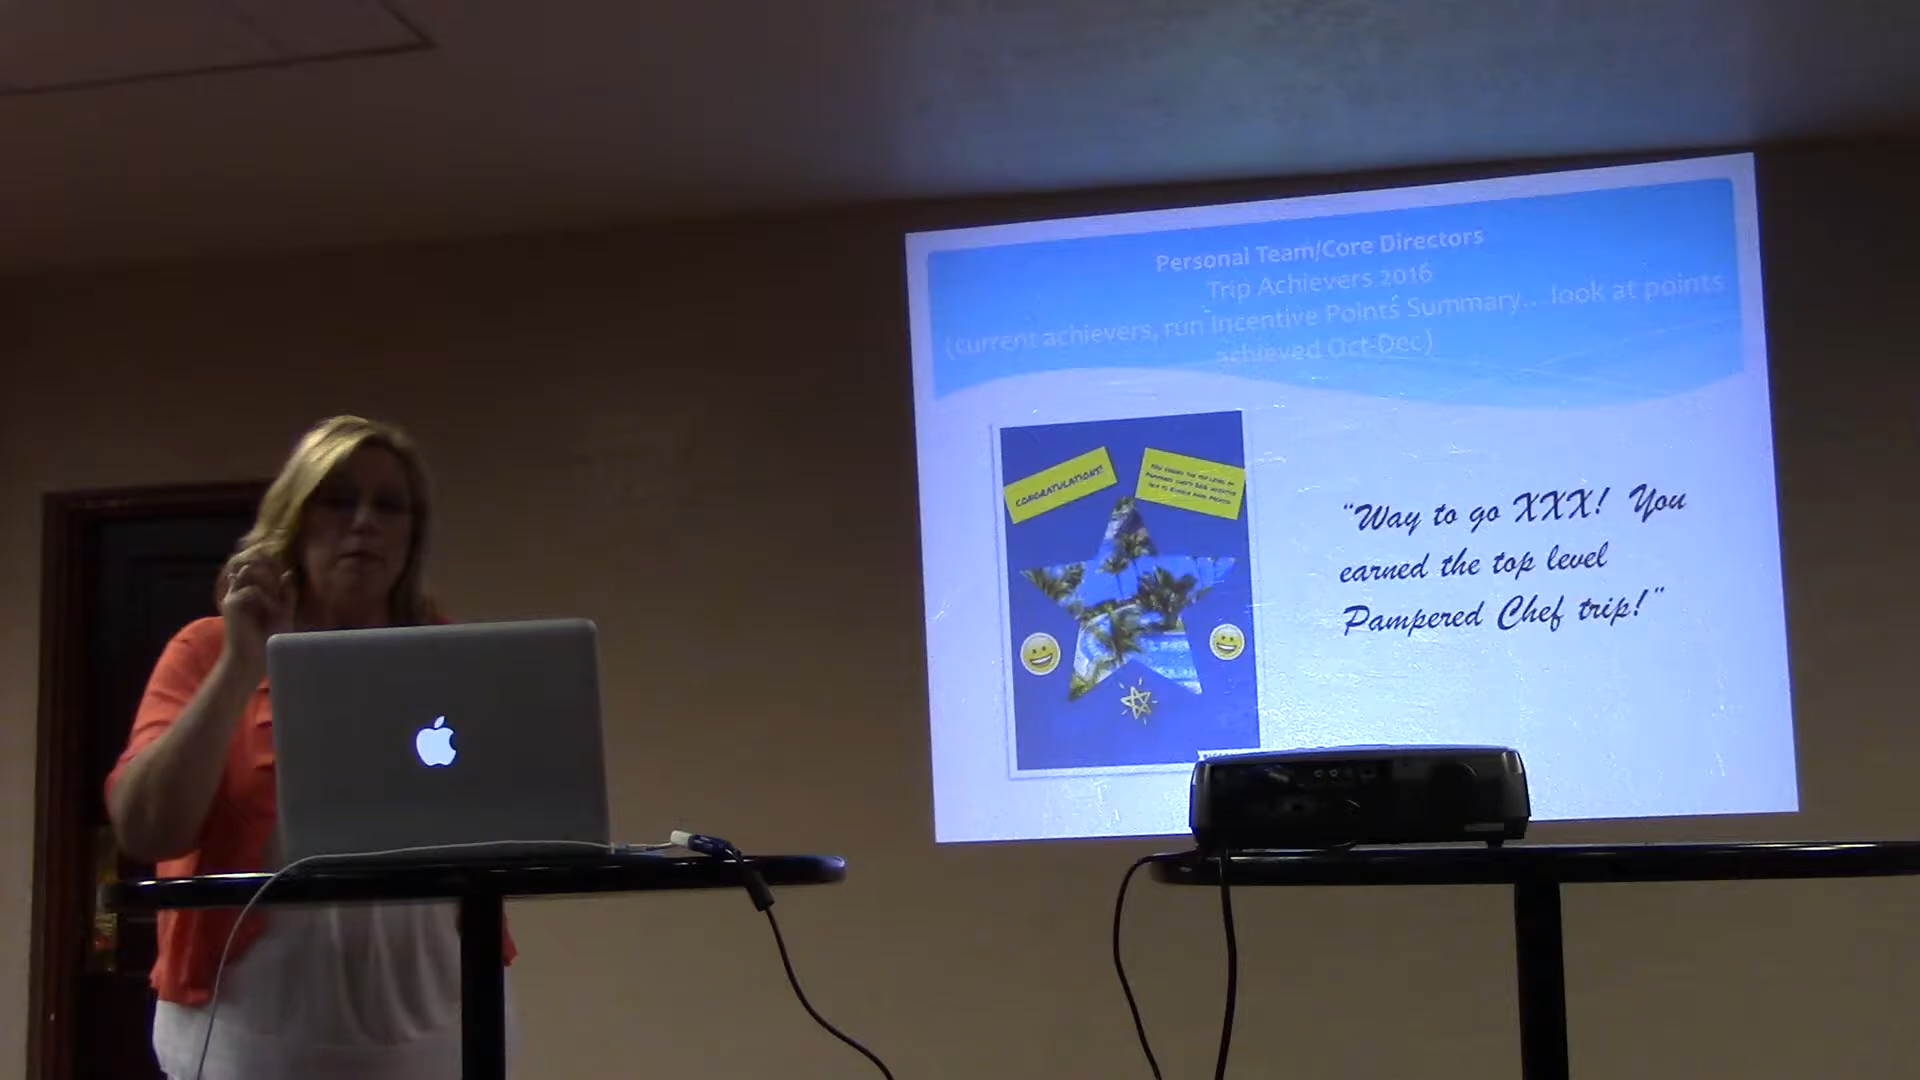 Personal Team/Core Directors
Trip Achievers 2016
(current achievers, run Incentive Points Summary... look at points
achieved Oct-Dec)
CONGRATULATIONS!
“Way to go XXX! You
earned the top level
Pampered Chef trip!”